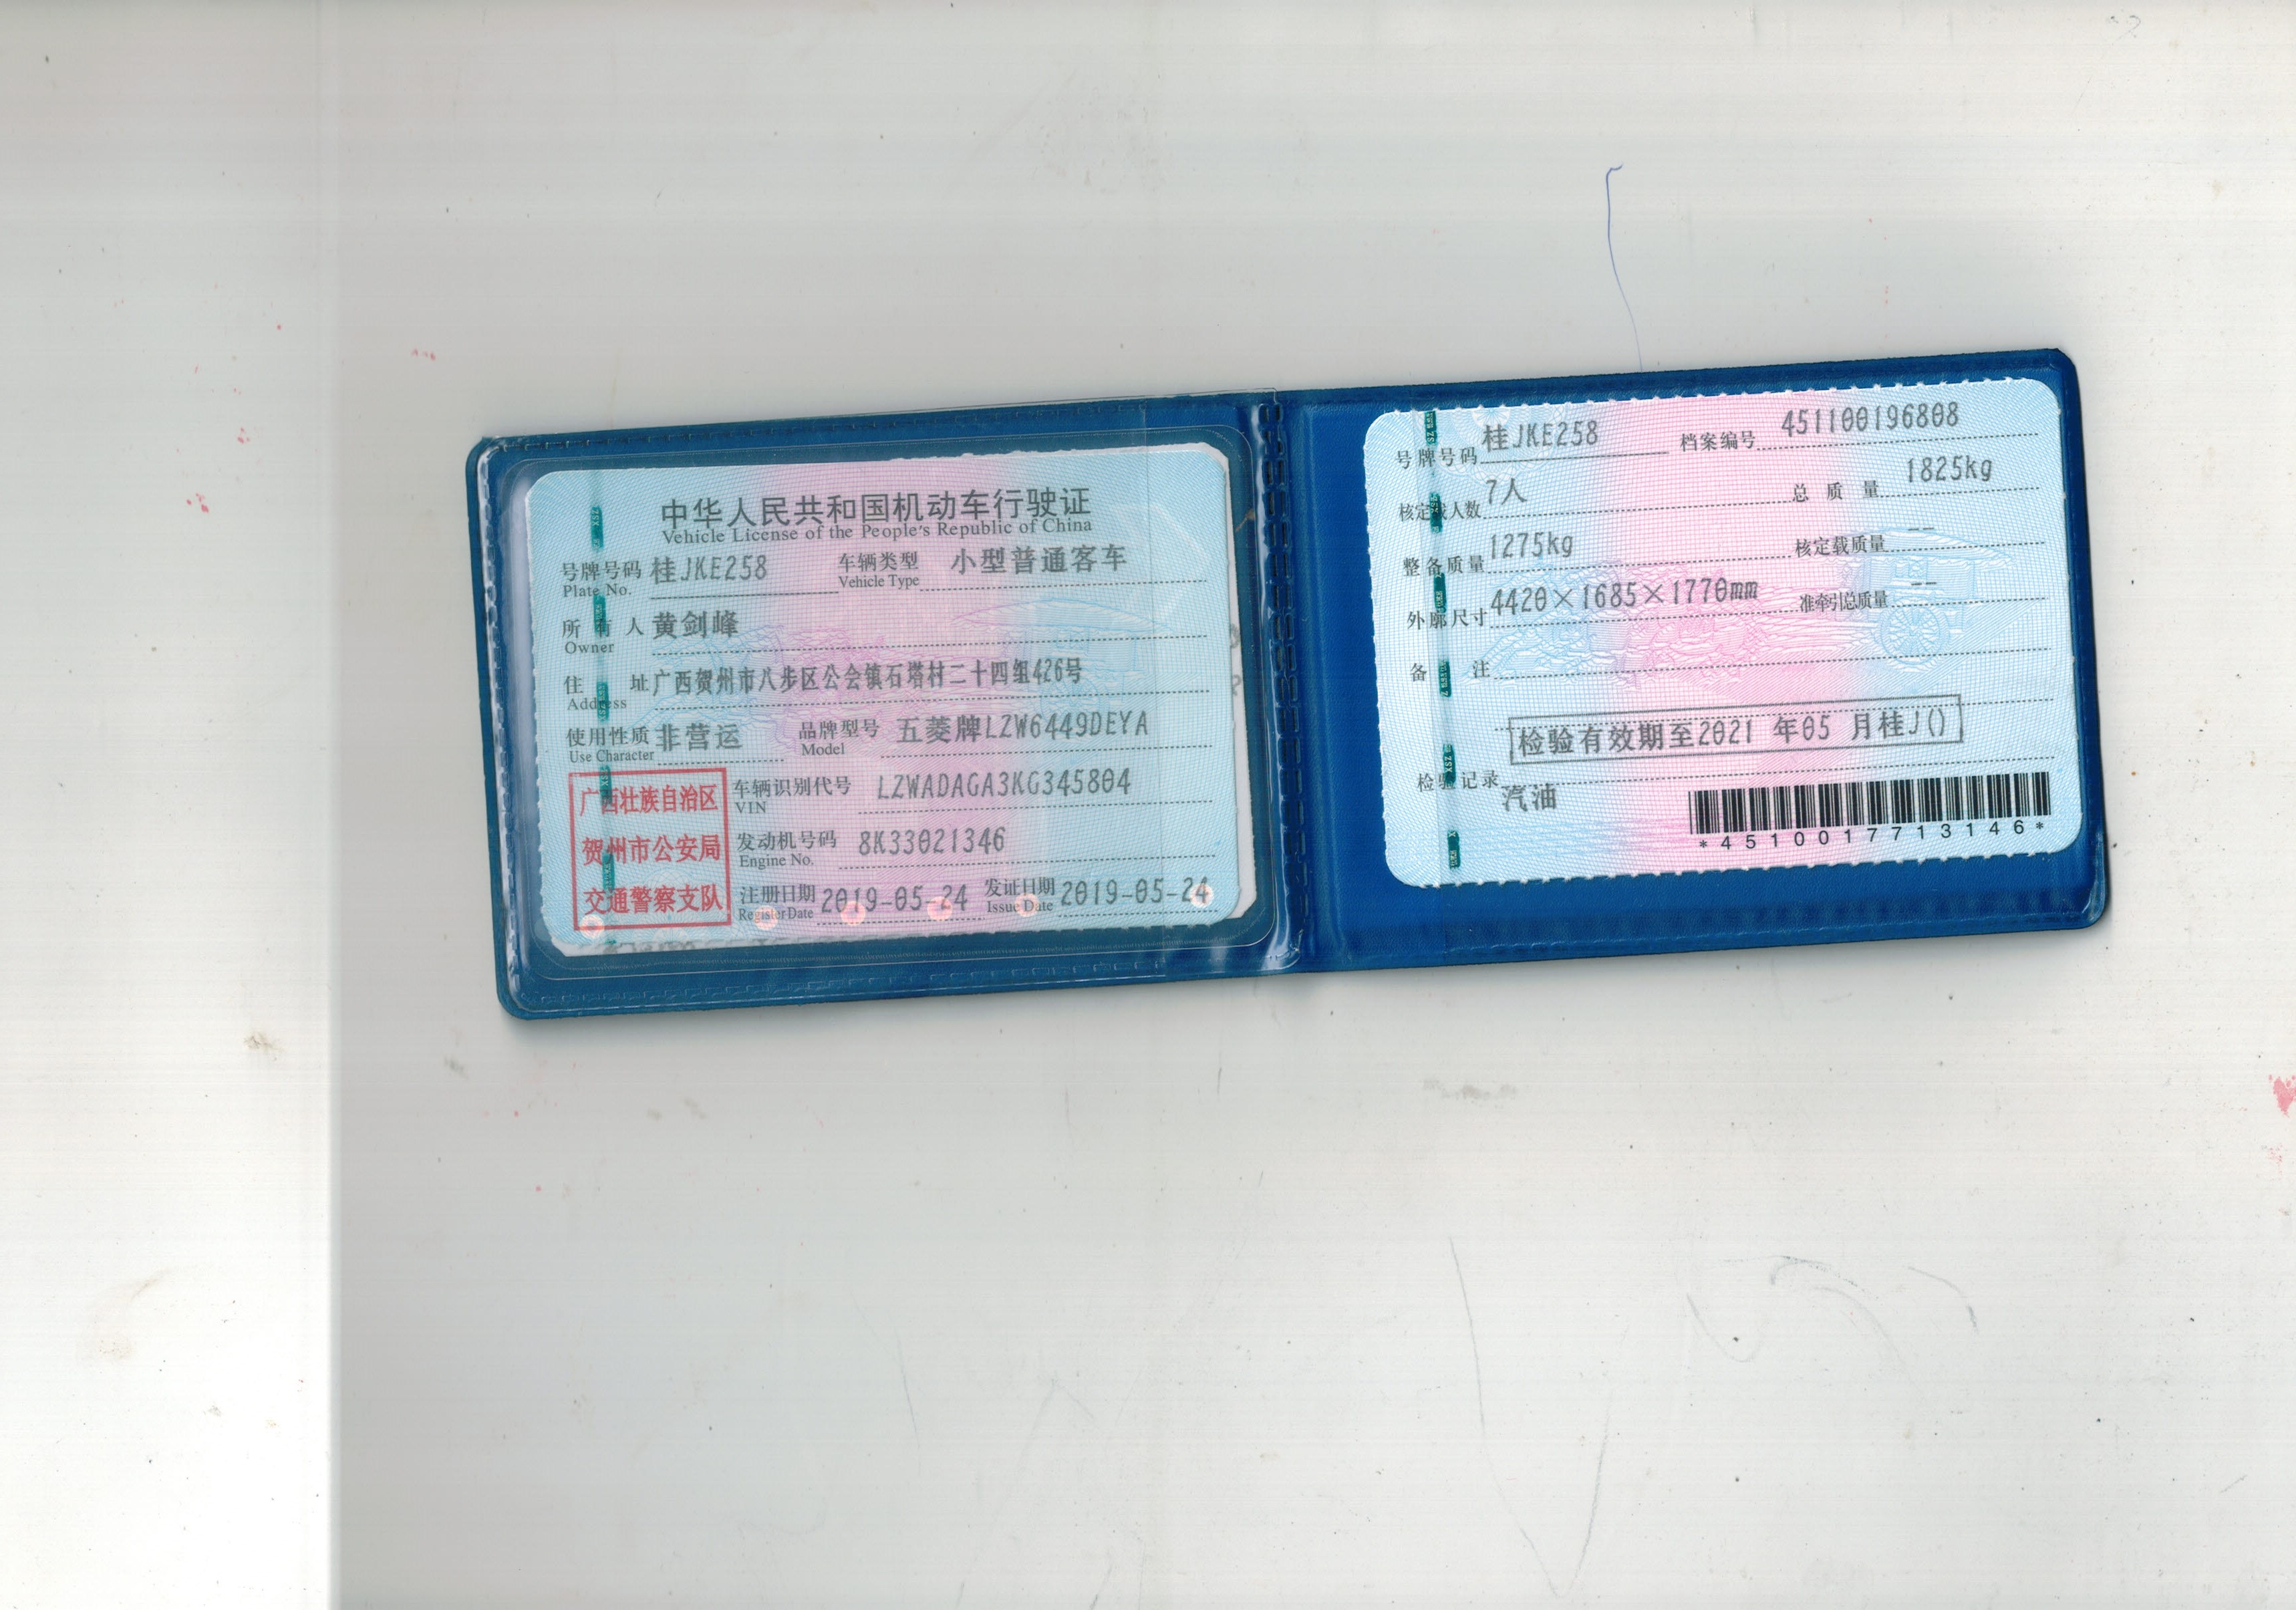 中华人民共和国机动车行驶证
Vehicle License of the People's Republic of China
号牌号码 桂JKE258 车辆类型 小型普通客车
Plate No. Vehicle Type
所有人 黄剑峰
Owner
住址 广西贺州市八步区公会镇石塔村二十四组426号
Address
使用性质 非营运 品牌型号 五菱牌LZW6449DEYA
Use Character Model
广西壮族自治区
贺州市公安局
交通警察支队
车辆识别代号 LZWADAGA3KG345804
VIN
发动机号码 8K33021346
Engine No.
注册日期 2019-05-24 发证日期 2019-05-24
Register Date Issue Date
号牌号码 桂JKE258 档案编号 451100196808
核定载人数 7人 总质量 1825kg
整备质量 1275kg 核定载质量 --
外廓尺寸 4420×1685×1770mm 准牵引总质量 --
备注
检验有效期至2021 年05 月桂J()
检验记录
汽油
*4510017713146*